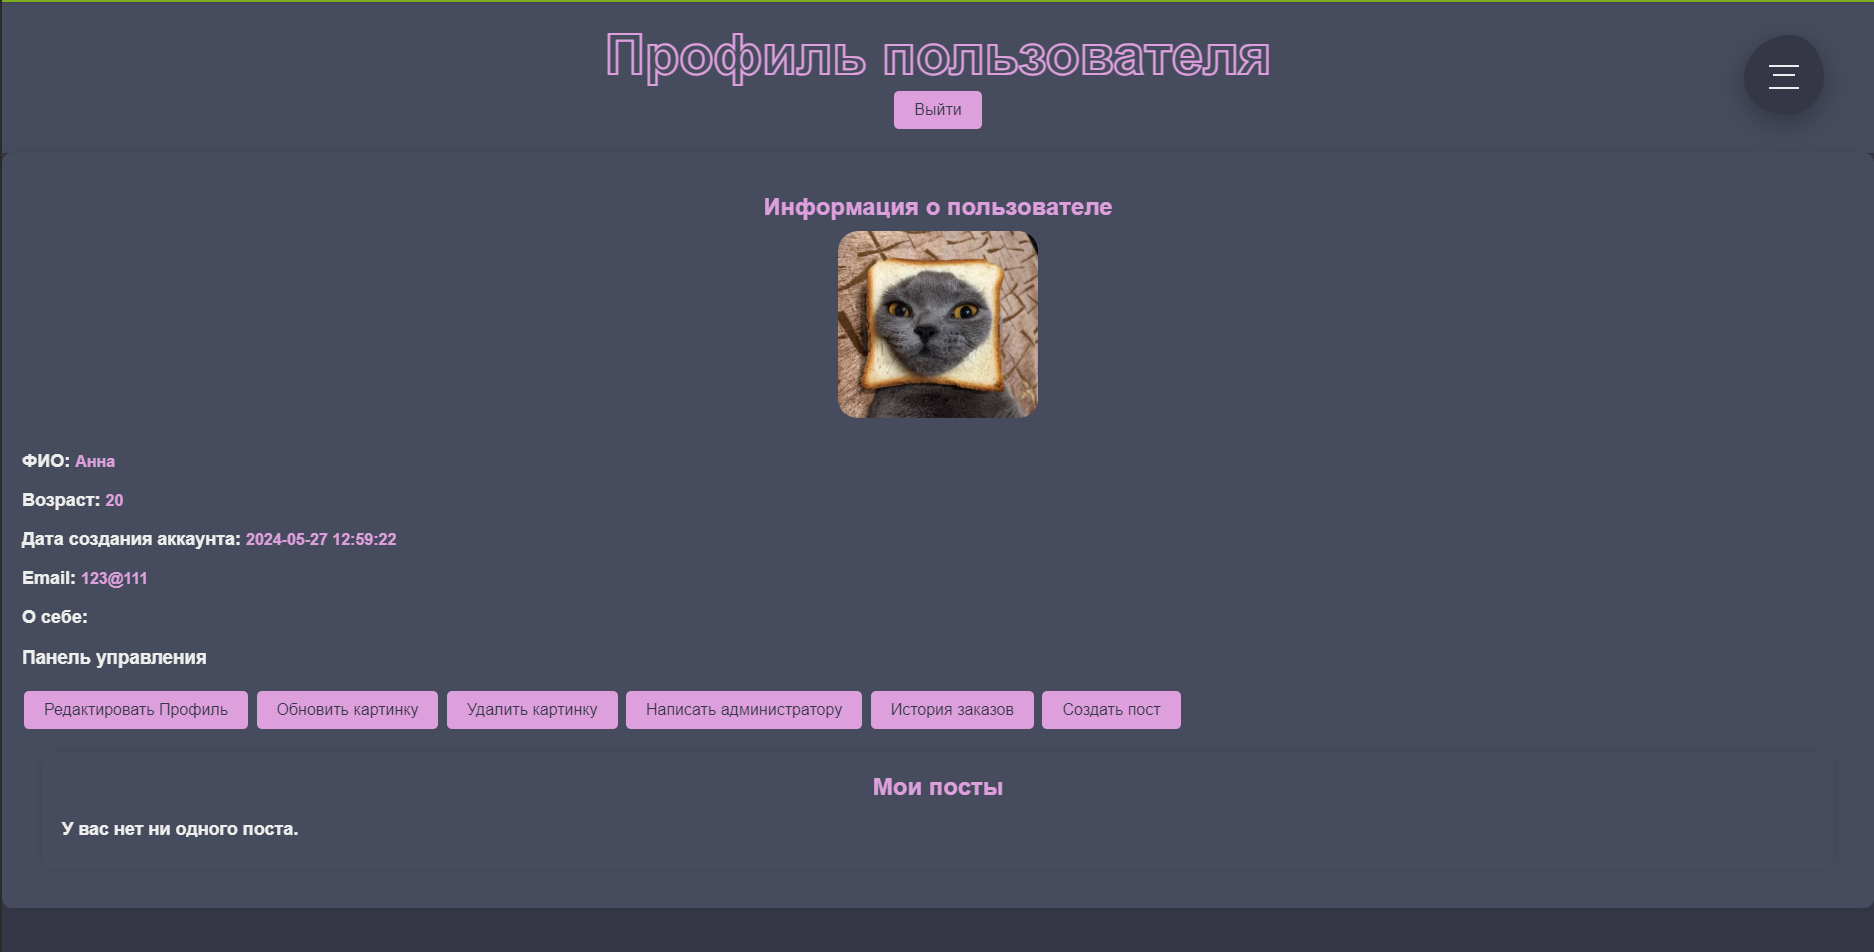 Профиль пользователя
Выйти
Информация о пользователе
ФИО: Анна
Возраст: 20
Дата создания аккаунта: 2024-05-27 12:59:22
Email: 123@111
О себе:
Панель управления
Редактировать Профиль Обновить картинку Удалить картинку Написать администратору История заказов Создать пост
Мои посты
У вас нет ни одного поста.